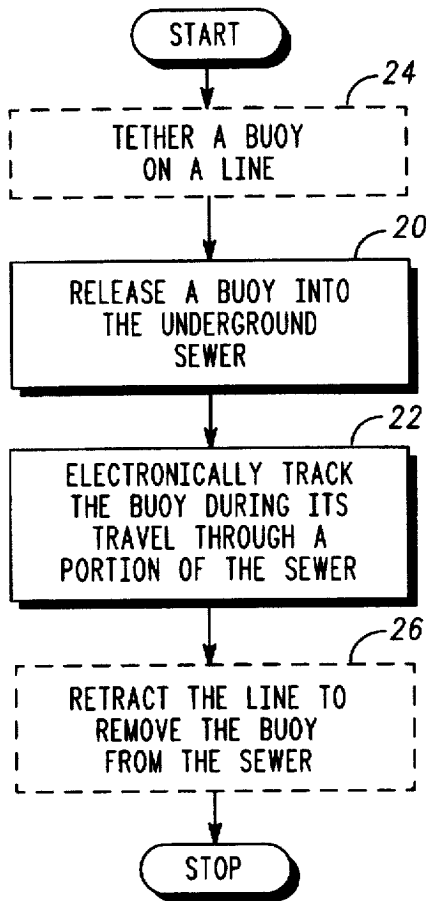 START
24
TETHER A BUOY
ON A LINE
20
RELEASE A BUOY INTO
THE UNDERGROUND
SEWER
22
ELECTRONICALLY TRACK
THE BUOY DURING ITS
TRAVEL THROUGH A
PORTION OF THE SEWER
26
RETRACT THE LINE TO
REMOVE THE BUOY
FROM THE SEWER
STOP